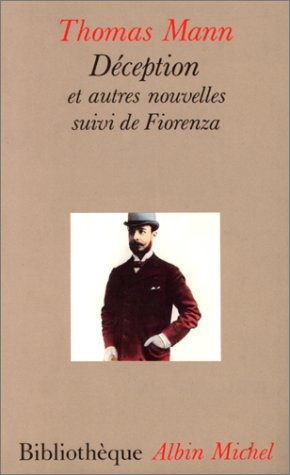 Thomas Mann
Déception
et autres nouvelles
suivi de Fiorenza
Bibliothèque Albin Michel